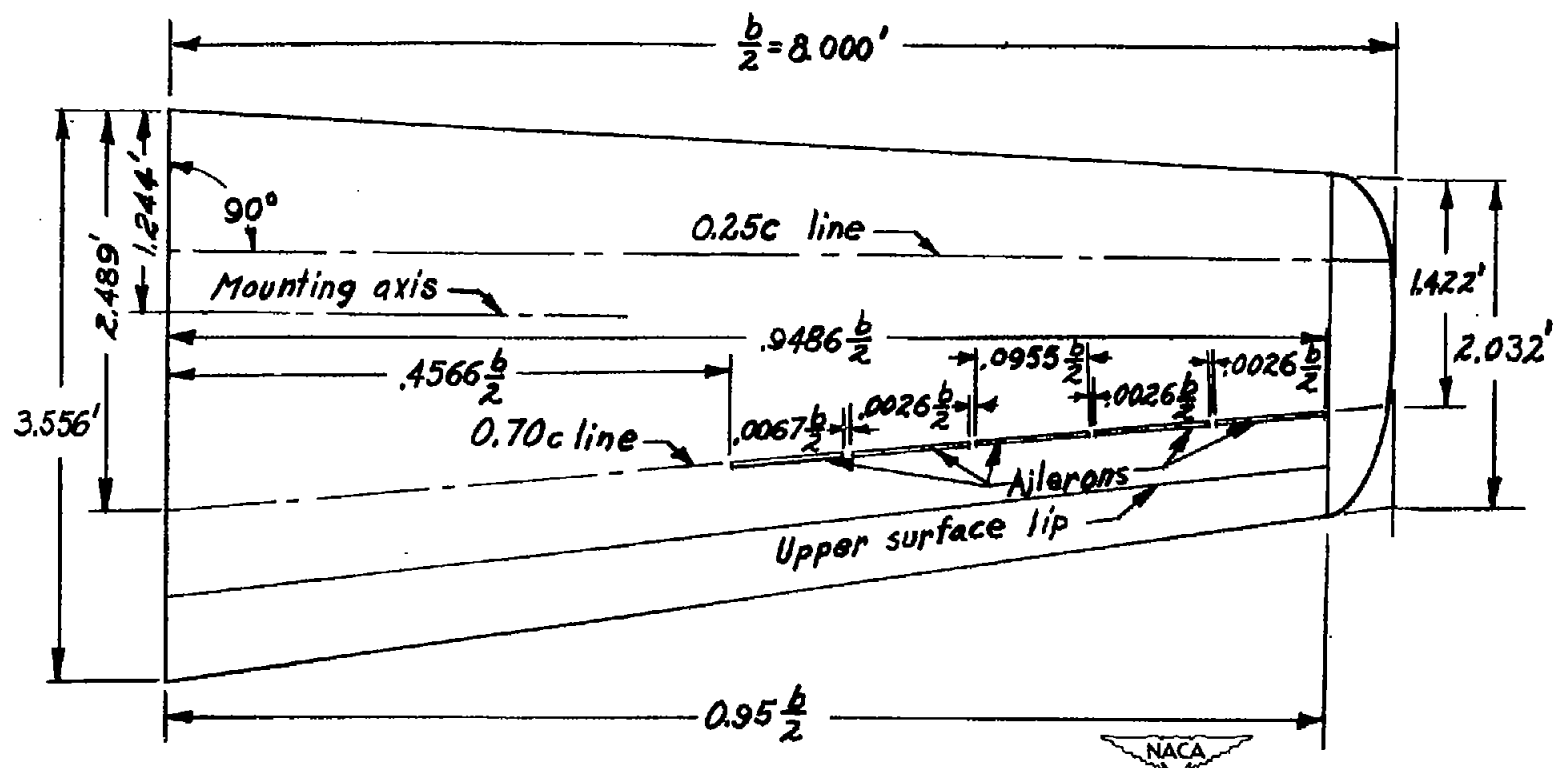 b/2 = 8.000'
90°
1.244'
2.489'
3.556'
0.25c line
Mounting axis
1.422'
2.032'
.9486 b/2
.4566 b/2
.0955 b/2
.0026 b/2
.0067 b/2
.0026 b/2
.0026 b/2
0.70c line
Ailerons
Upper surface lip
0.95 b/2
NACA